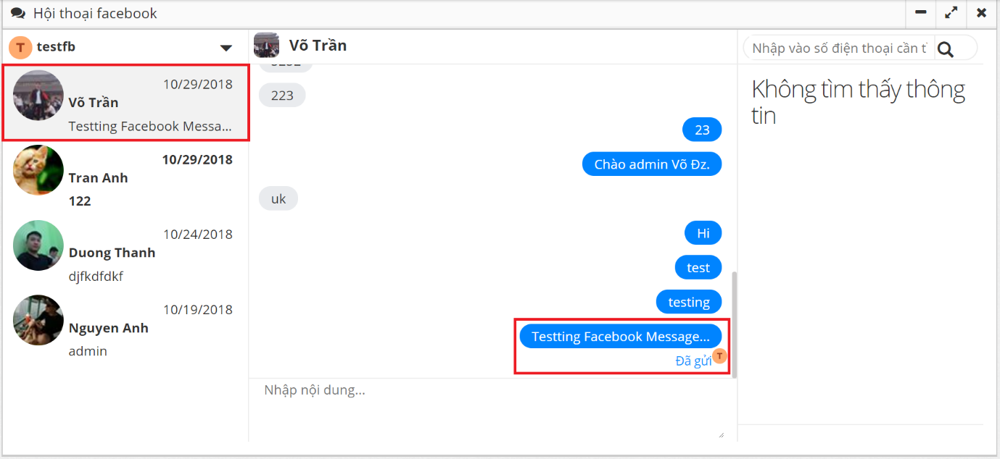 Hội thoại facebook
T testfb
10/29/2018
Võ Trần
Testting Facebook Messa...
10/29/2018
Tran Anh
122
10/24/2018
Duong Thanh
djfkdfdkf
10/19/2018
Nguyen Anh
admin
Võ Trần
223
23
Chào admin Võ Đz.
uk
Hi
test
testing
Testting Facebook Message...
Đã gửi T
Nhập nội dung...
Nhập vào số điện thoại cần
Không tìm thấy thông
tin